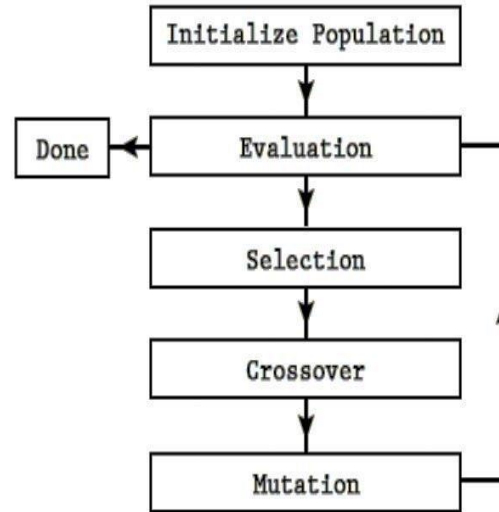 Initialize Population
Done
Evaluation
Selection
Crossover
Mutation